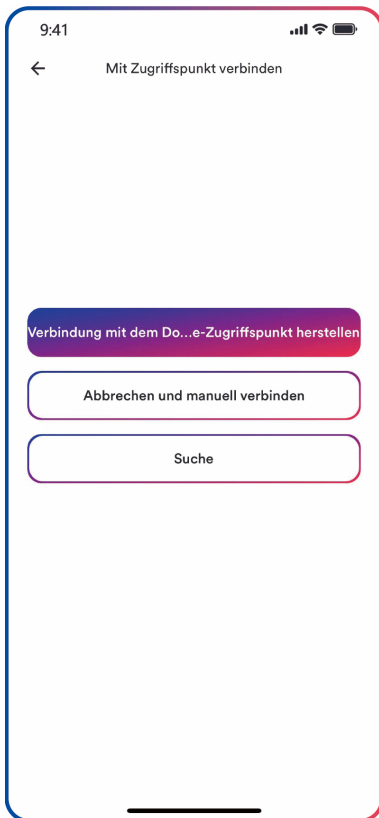 9:41
Mit Zugriffspunkt verbinden
Verbindung mit dem Do...e-Zugriffspunkt herstellen
Abbrechen und manuell verbinden
Suche